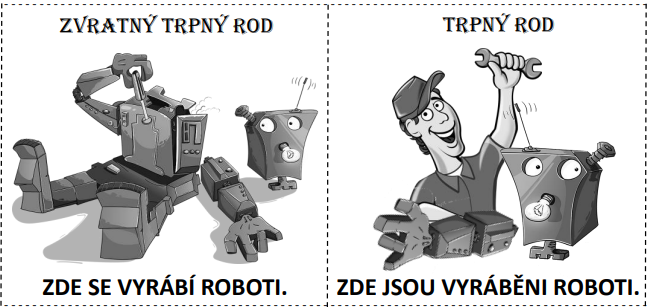 ZVRATNÝ TRPNÝ ROD
ZDE SE VYRÁBÍ ROBOTI.
TRPNÝ ROD
ZDE JSOU VYRÁBĚNI ROBOTI.